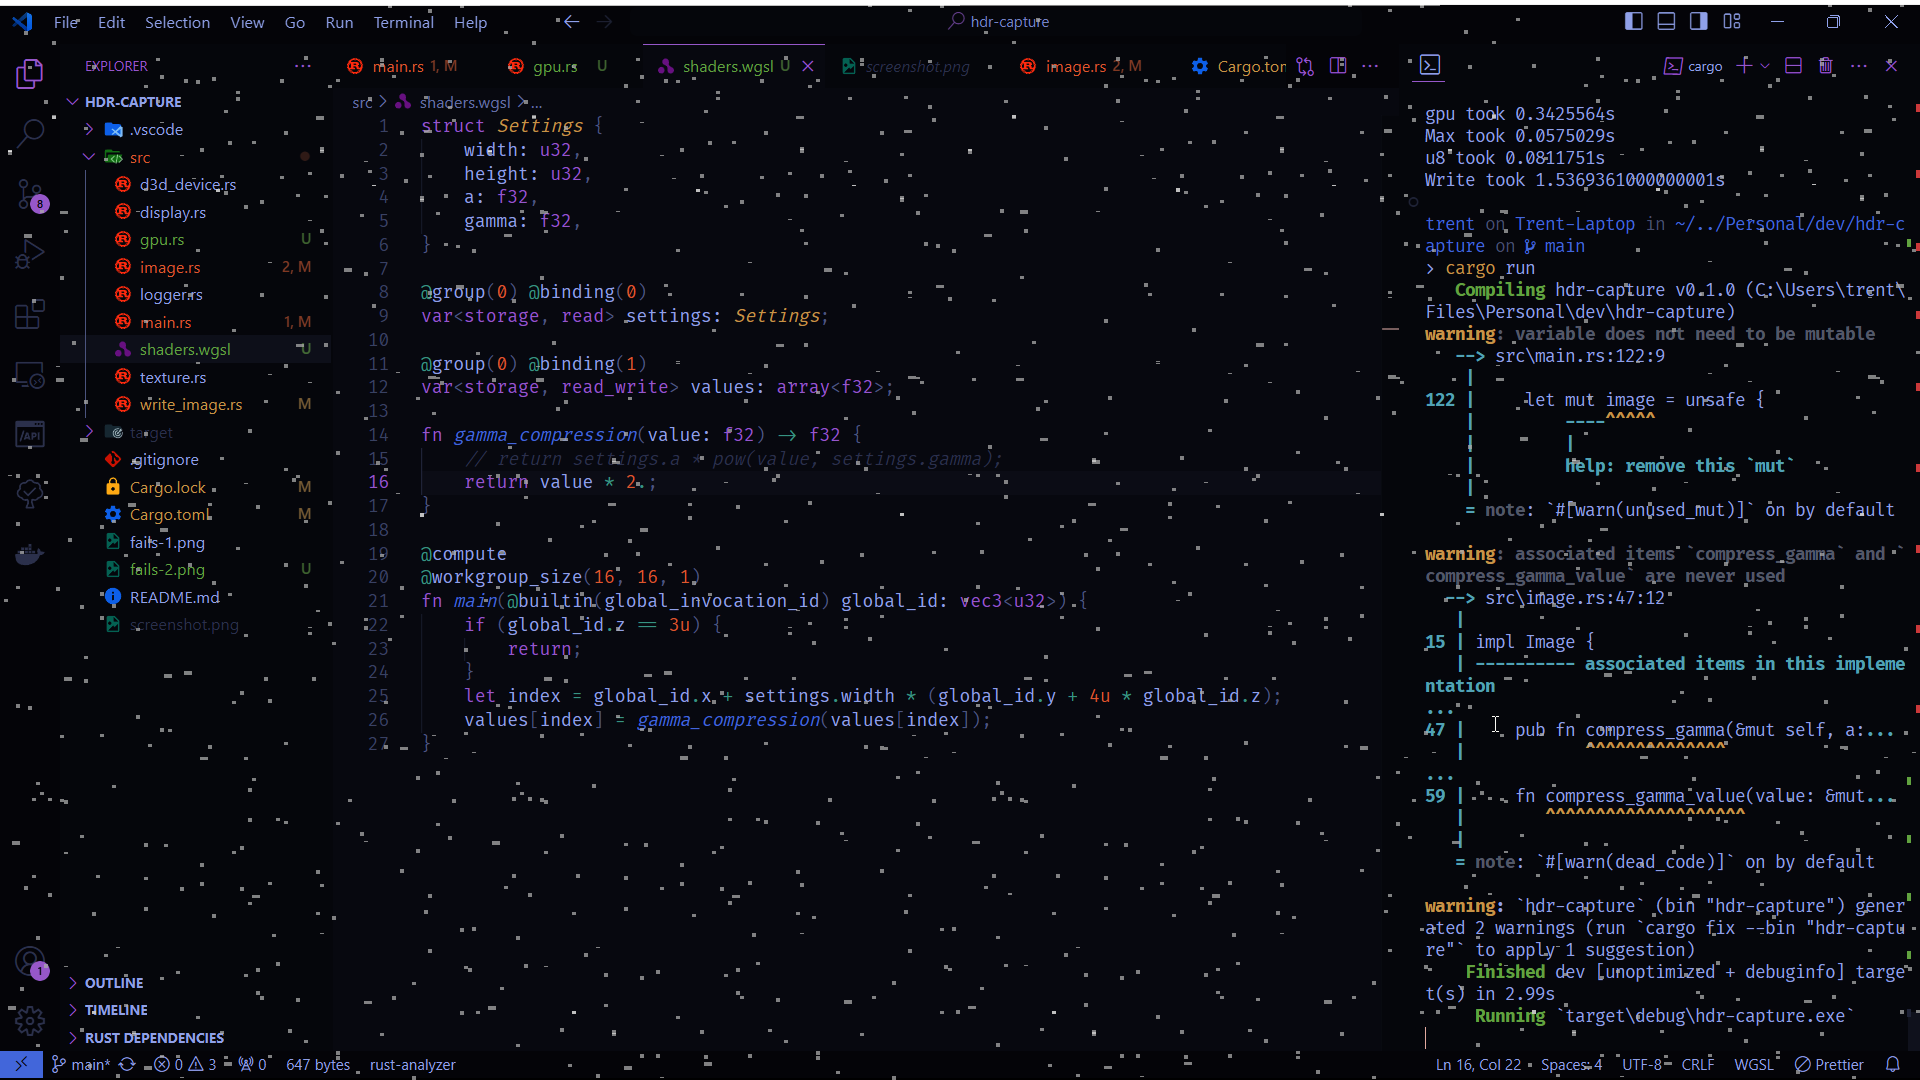 File Edit Selection View Go Run Terminal Help
hdr-capture
EXPLORER
HDR-CAPTURE
.vscode
src
d3d_device.rs
display.rs
gpu.rs U
image.rs 2, M
logger.rs
main.rs 1, M
shaders.wgsl U
texture.rs
write_image.rs M
target
.gitignore
Cargo.lock M
Cargo.toml M
fails-1.png
fails-2.png U
README.md
screenshot.png
OUTLINE
TIMELINE
RUST DEPENDENCIES
8
1
main.rs 1, M
gpu.rs U
shaders.wgsl U
screenshot.png
image.rs 2, M
Cargo.tor
src > shaders.wgsl > ...
1 struct Settings {
2 width: u32,
3 height: u32,
4 a: f32,
5 gamma: f32,
6 }
7
8 @group(0) @binding(0)
9 var<storage, read> settings: Settings;
10
11 @group(0) @binding(1)
12 var<storage, read_write> values: array<f32>;
13
14 fn gamma_compression(value: f32) -> f32 {
15 // return settings.a * pow(value, settings.gamma);
16 return value * 2.;
17 }
18
19 @compute
20 @workgroup_size(16, 16, 1)
21 fn main(@builtin(global_invocation_id) global_id: vec3<u32>) {
22 if (global_id.z == 3u) {
23 return;
24 }
25 let index = global_id.x + settings.width * (global_id.y + 4u * global_id.z);
26 values[index] = gamma_compression(values[index]);
27 }
cargo
gpu took 0.3425564s
Max took 0.0575029s
u8 took 0.0811751s
Write took 1.5369361000000001s
trent on Trent-Laptop in ~/../Personal/dev/hdr-c
apture on main
> cargo run
Compiling hdr-capture v0.1.0 (C:\Users\trent\
Files\Personal\dev\hdr-capture)
warning: variable does not need to be mutable
--> src\main.rs:122:9
|
122 | let mut image = unsafe {
| ----^^^^^
| |
| help: remove this `mut`
|
= note: `#[warn(unused_mut)]` on by default
warning: associated items `compress_gamma` and `
compress_gamma_value` are never used
--> src\image.rs:47:12
|
15 | impl Image {
| ---------- associated items in this impleme
ntation
...
47 | pub fn compress_gamma(&mut self, a:...
| ^^^^^^^^^^^^^^
...
59 | fn compress_gamma_value(value: &mut...
| ^^^^^^^^^^^^^^^^^^^^
|
= note: `#[warn(dead_code)]` on by default
warning: `hdr-capture` (bin "hdr-capture") gener
ated 2 warnings (run `cargo fix --bin "hdr-captu
re"` to apply 1 suggestion)
Finished dev [unoptimized + debuginfo] targe
t(s) in 2.99s
Running `target\debug\hdr-capture.exe`
main* 0 3 0 647 bytes rust-analyzer
Ln 16, Col 22 Spaces: 4 UTF-8 CRLF WGSL Prettier